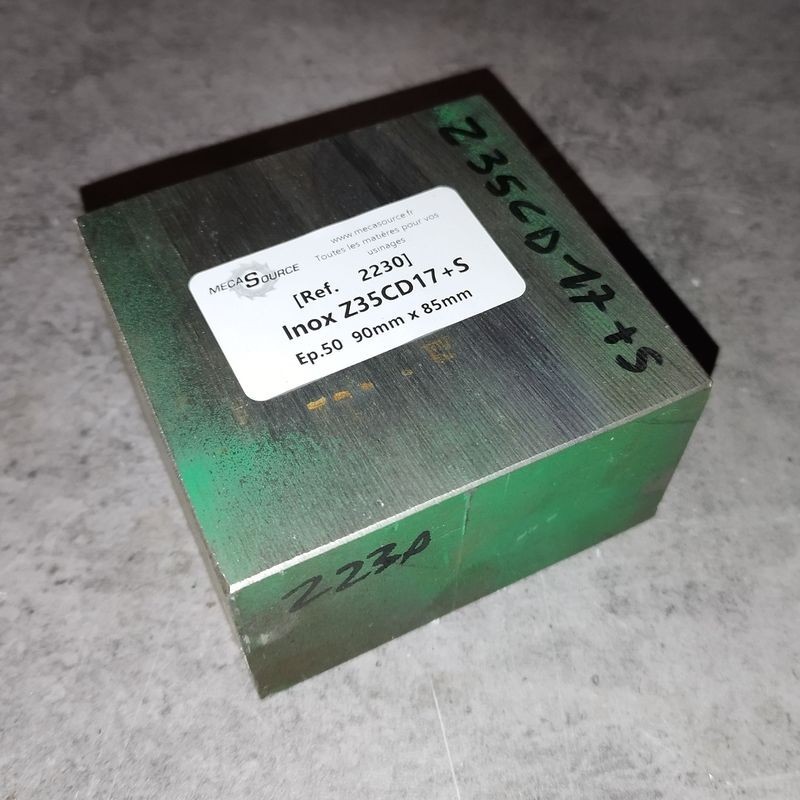 MECASOURCE
www.mecasource.fr
Toutes les matières pour vos
usinages
[Ref. 2230]
Inox Z35CD17+S
Ep.50 90mm x 85mm
Z35CD17+S
2230